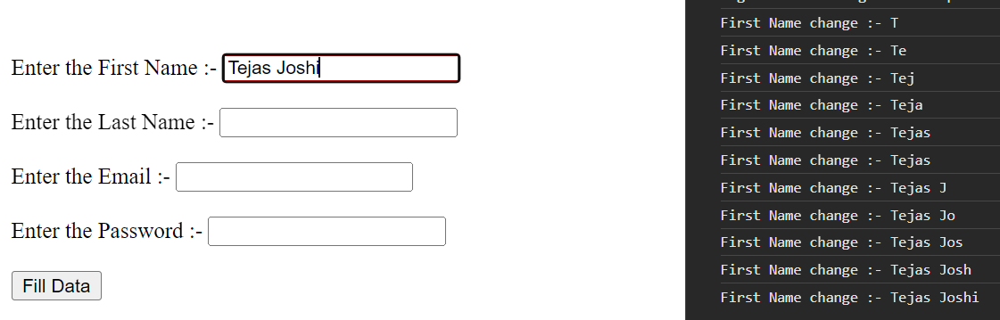 Enter the First Name :- Tejas Joshi
Enter the Last Name :-
Enter the Email :-
Enter the Password :-
Fill Data
First Name change :- T
First Name change :- Te
First Name change :- Tej
First Name change :- Teja
First Name change :- Tejas
First Name change :- Tejas
First Name change :- Tejas J
First Name change :- Tejas Jo
First Name change :- Tejas Jos
First Name change :- Tejas Josh
First Name change :- Tejas Joshi